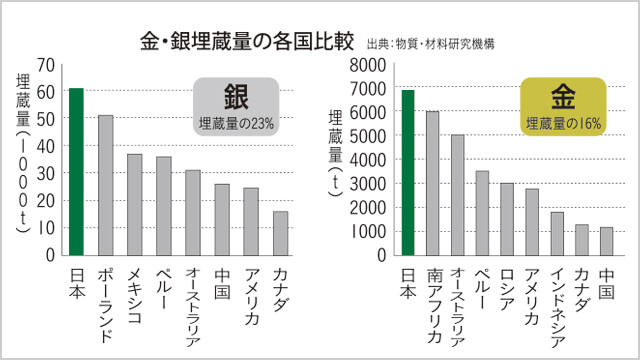 金・銀埋蔵量の各国比較 出典：物質・材料研究機構
埋蔵量(1000t)
70
60
50
40
30
20
10
0
銀
埋蔵量の23%
日本
ポーランド
メキシコ
ペルー
オーストラリア
中国
アメリカ
カナダ
埋蔵量(t)
8000
7000
6000
5000
4000
3000
2000
1000
0
金
埋蔵量の16%
日本
南アフリカ
オーストラリア
ペルー
ロシア
アメリカ
インドネシア
カナダ
中国